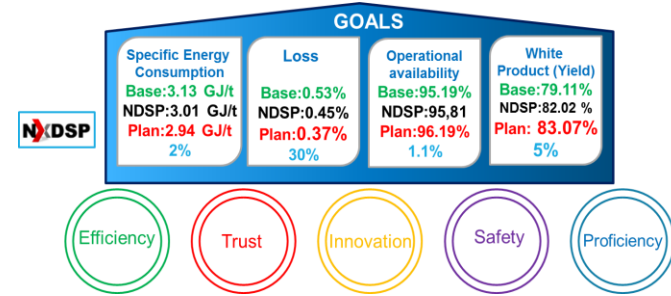 GOALS
Specific Energy
Consumption
Base:3.13 GJ/t
NDSP:3.01 GJ/t
Plan:2.94 GJ/t
2%
Loss
Base:0.53%
NDSP:0.45%
Plan:0.37%
30%
Operational
availability
Base:95.19%
NDSP:95,81
Plan:96.19%
1.1%
White
Product (Yield)
Base:79.11%
NDSP:82.02 %
Plan: 83.07%
5%
NXDSP
Efficiency
Trust
Innovation
Safety
Proficiency